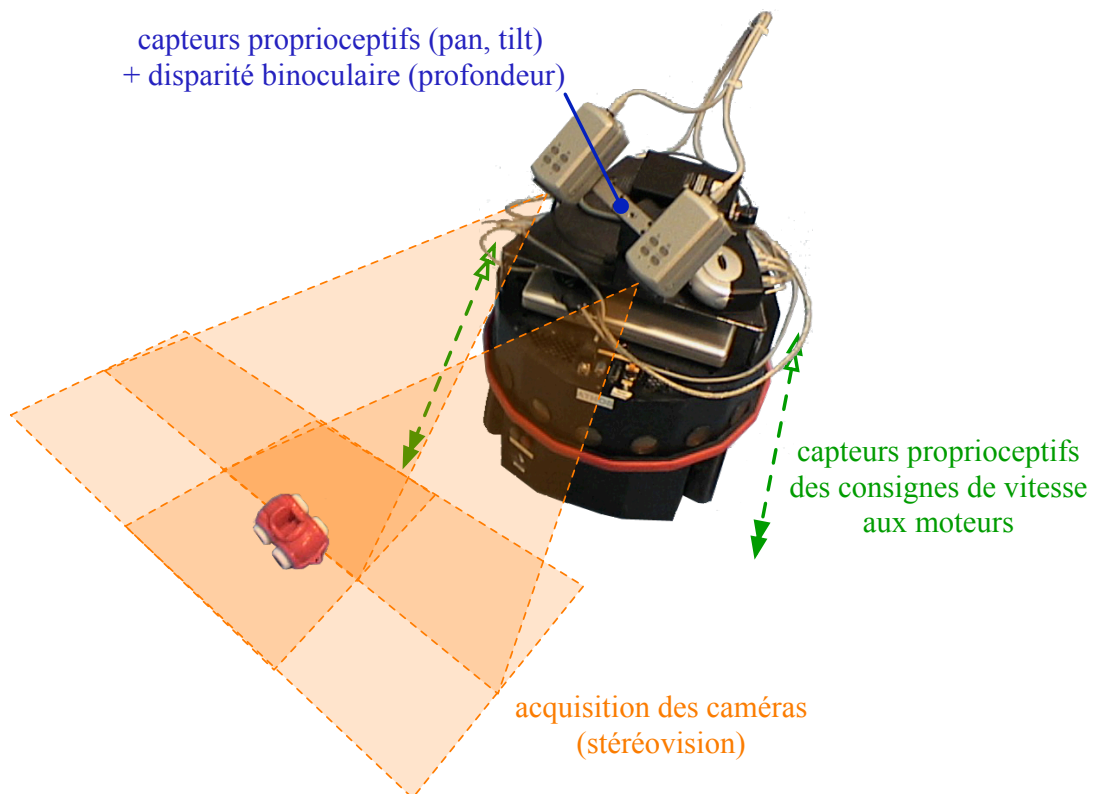 capteurs proprioceptifs (pan, tilt)
+ disparité binoculaire (profondeur)
capteurs proprioceptifs
des consignes de vitesse
aux moteurs
acquisition des caméras
(stéréovision)